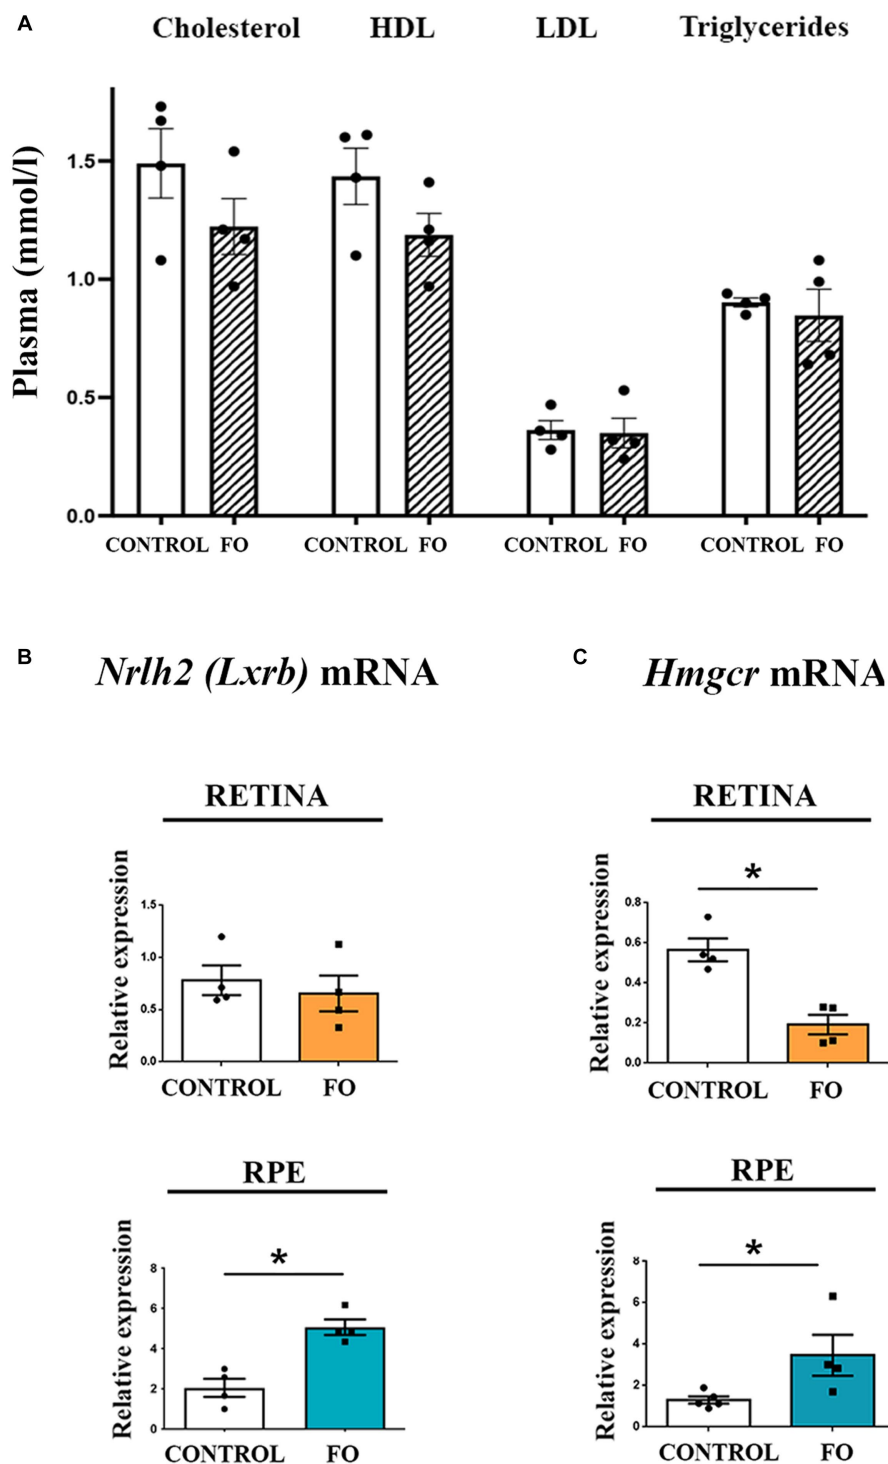 A
Cholesterol HDL LDL Triglycerides
Plasma (mmol/l)
1.5
1.0
0.5
0.0
CONTROL FO CONTROL FO CONTROL FO CONTROL FO
B
Nrlh2 (Lxrb) mRNA
RETINA
Relative expression
1.5
1.0
0.5
0.0
CONTROL FO
RPE
Relative expression
*
8
6
4
2
0
CONTROL FO
C
Hmgcr mRNA
RETINA
Relative expression
*
0.8
0.6
0.4
0.2
0.0
CONTROL FO
RPE
Relative expression
*
8
6
4
2
0
CONTROL FO